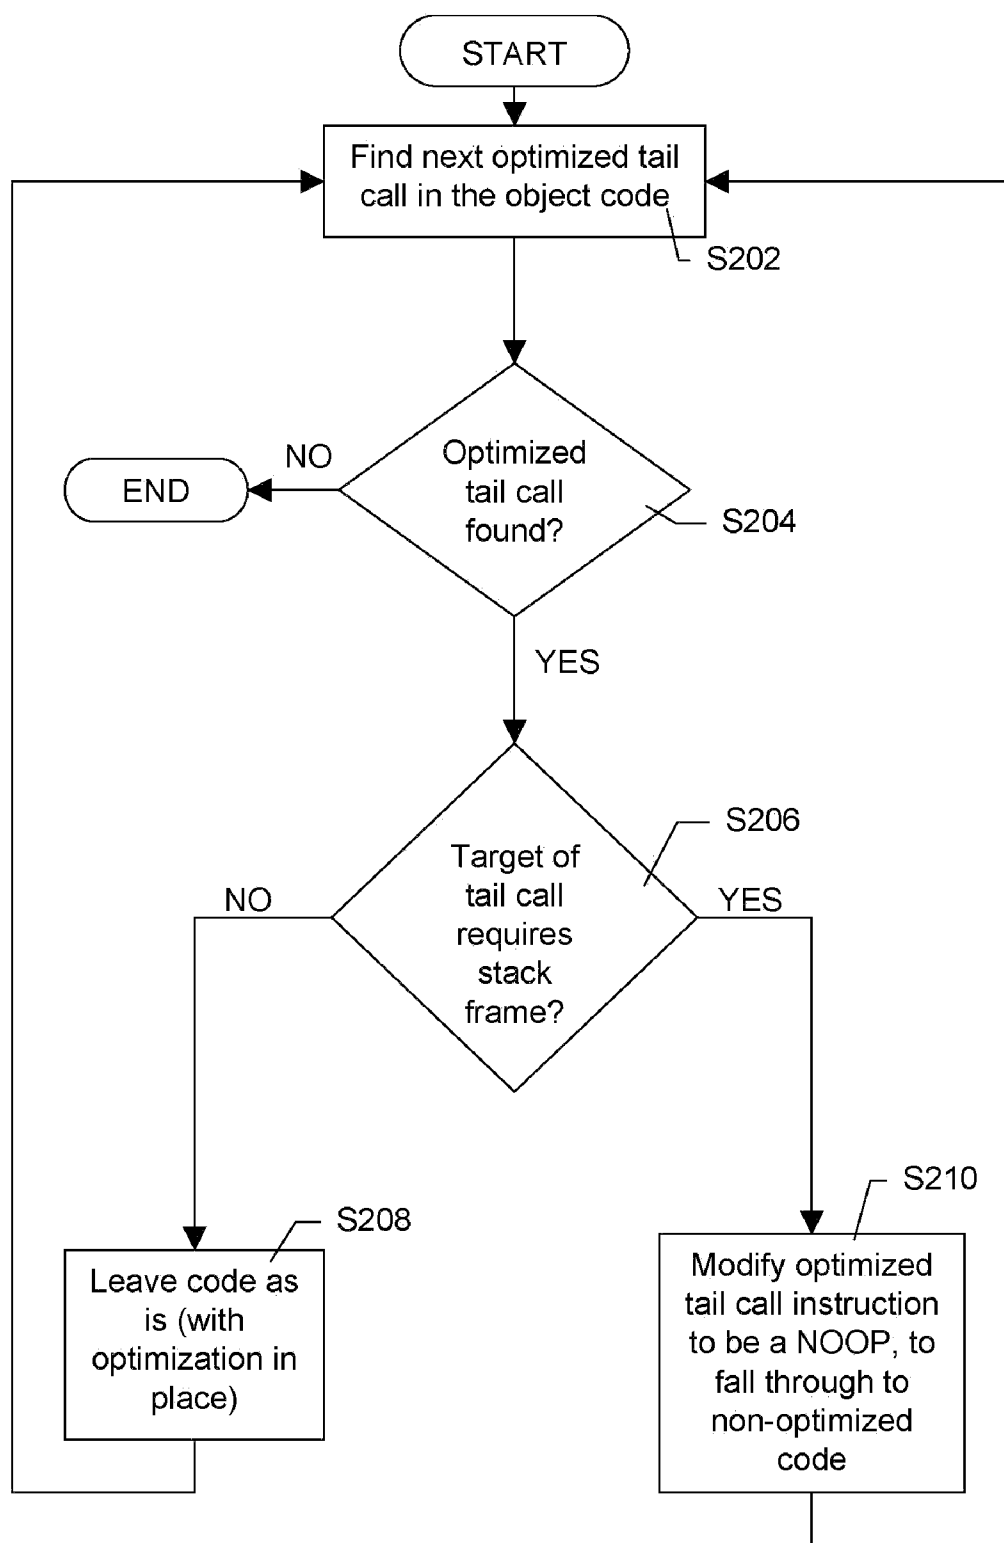 START
Find next optimized tail
call in the object code
S202
Optimized
tail call
found?
NO
END
S204
YES
S206
Target of
tail call
requires
stack
frame?
NO
YES
S208
Leave code as
is (with
optimization in
place)
S210
Modify optimized
tail call instruction
to be a NOOP, to
fall through to
non-optimized
code